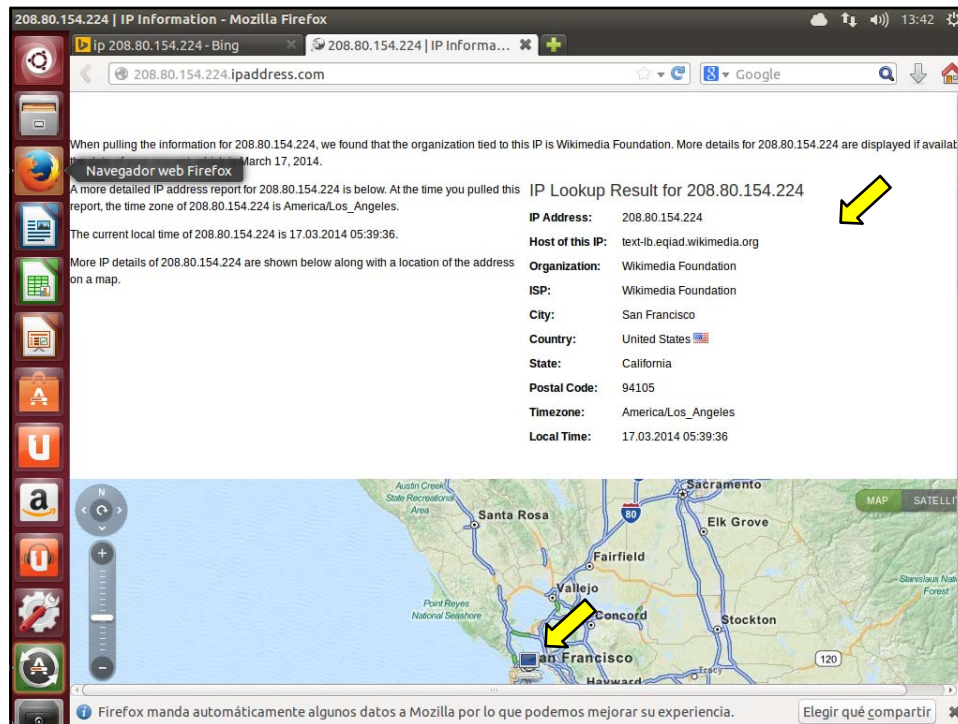 208.80.154.224 | IP Information - Mozilla Firefox
13:42
ip 208.80.154.224 - Bing
208.80.154.224 | IP Informa...
208.80.154.224.ipaddress.com
Google
When pulling the information for 208.80.154.224, we found that the organization tied to this IP is Wikimedia Foundation. More details for 208.80.154.224 are displayed if availab
March 17, 2014.
Navegador web Firefox
A more detailed IP address report for 208.80.154.224 is below. At the time you pulled this
report, the time zone of 208.80.154.224 is America/Los_Angeles.
The current local time of 208.80.154.224 is 17.03.2014 05:39:36.
More IP details of 208.80.154.224 are shown below along with a location of the address
on a map.
IP Lookup Result for 208.80.154.224
IP Address: 208.80.154.224
Host of this IP: text-lb.eqiad.wikimedia.org
Organization: Wikimedia Foundation
ISP: Wikimedia Foundation
City: San Francisco
Country: United States
State: California
Postal Code: 94105
Timezone: America/Los_Angeles
Local Time: 17.03.2014 05:39:36
MAP SATELLIT
N
Austin Creek
State Recreational
Area
Santa Rosa
Sacramento
80
Elk Grove
Fairfield
Vallejo
Point Reyes
National Seashore
Concord
Stockton
Stanislaus Nati
Forest
an Francisco
120
Tracy
Hayward
Firefox manda automáticamente algunos datos a Mozilla por lo que podemos mejorar su experiencia.
Elegir qué compartir